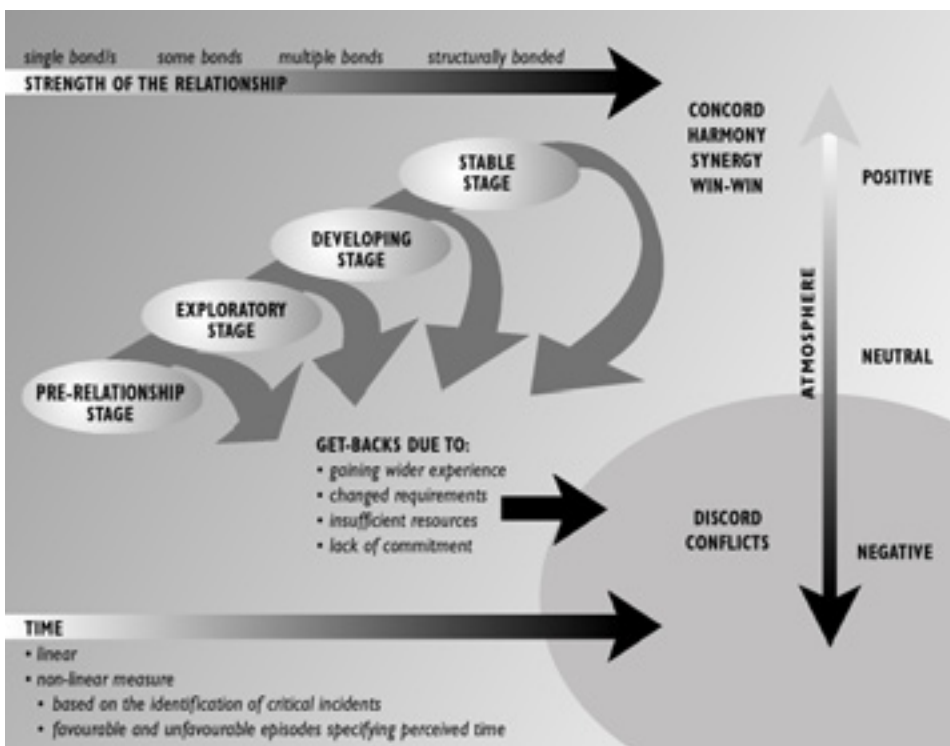 single bond/s some bonds multiple bonds structurally bonded
STRENGTH OF THE RELATIONSHIP
CONCORD
HARMONY
SYNERGY
WIN-WIN
POSITIVE
STABLE
STAGE
DEVELOPING
STAGE
EXPLORATORY
STAGE
PRE-RELATIONSHIP
STAGE
ATMOSPHERE
NEUTRAL
GET-BACKS DUE TO:
• gaining wider experience
• changed requirements
• insufficient resources
• lack of commitment
DISCORD
CONFLICTS
NEGATIVE
TIME
• linear
• non-linear measure
• based on the identification of critical incidents
• favourable and unfavourable episodes specifying perceived time